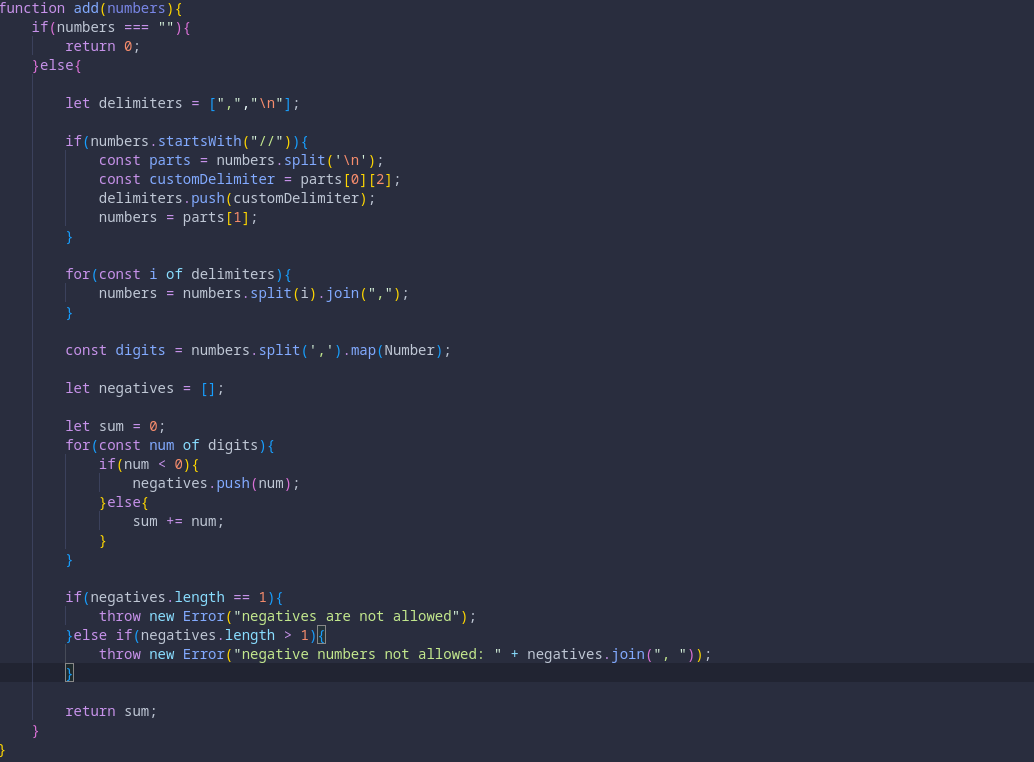 function add(numbers){
    if(numbers === ""){
        return 0;
    }else{

        let delimiters = [",","\n"];

        if(numbers.startsWith("//")){
            const parts = numbers.split('\n');
            const customDelimiter = parts[0][2];
            delimiters.push(customDelimiter);
            numbers = parts[1];
        }

        for(const i of delimiters){
            numbers = numbers.split(i).join(",");
        }

        const digits = numbers.split(',').map(Number);

        let negatives = [];

        let sum = 0;
        for(const num of digits){
            if(num < 0){
                negatives.push(num);
            }else{
                sum += num;
            }
        }

        if(negatives.length == 1){
            throw new Error("negatives are not allowed");
        }else if(negatives.length > 1){
            throw new Error("negative numbers not allowed: " + negatives.join(", "));
        }

        return sum;
    }
}